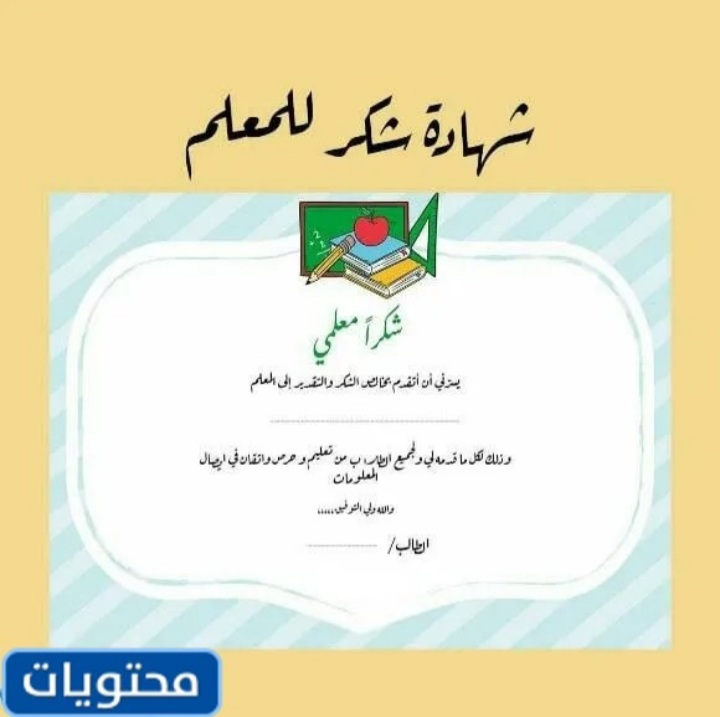 شهادة شكر للمعلم
شكراً معلمي
يسرني أن أتقدم بخالص الشكر والتقدير إلى المعلم
وذلك لكل ما قدمه لي ولجميع الطلاب من تعليم وحرص واتقان في ايصال
المعلومات
والله ولي التوفيق.....
الطالب/
محتويات